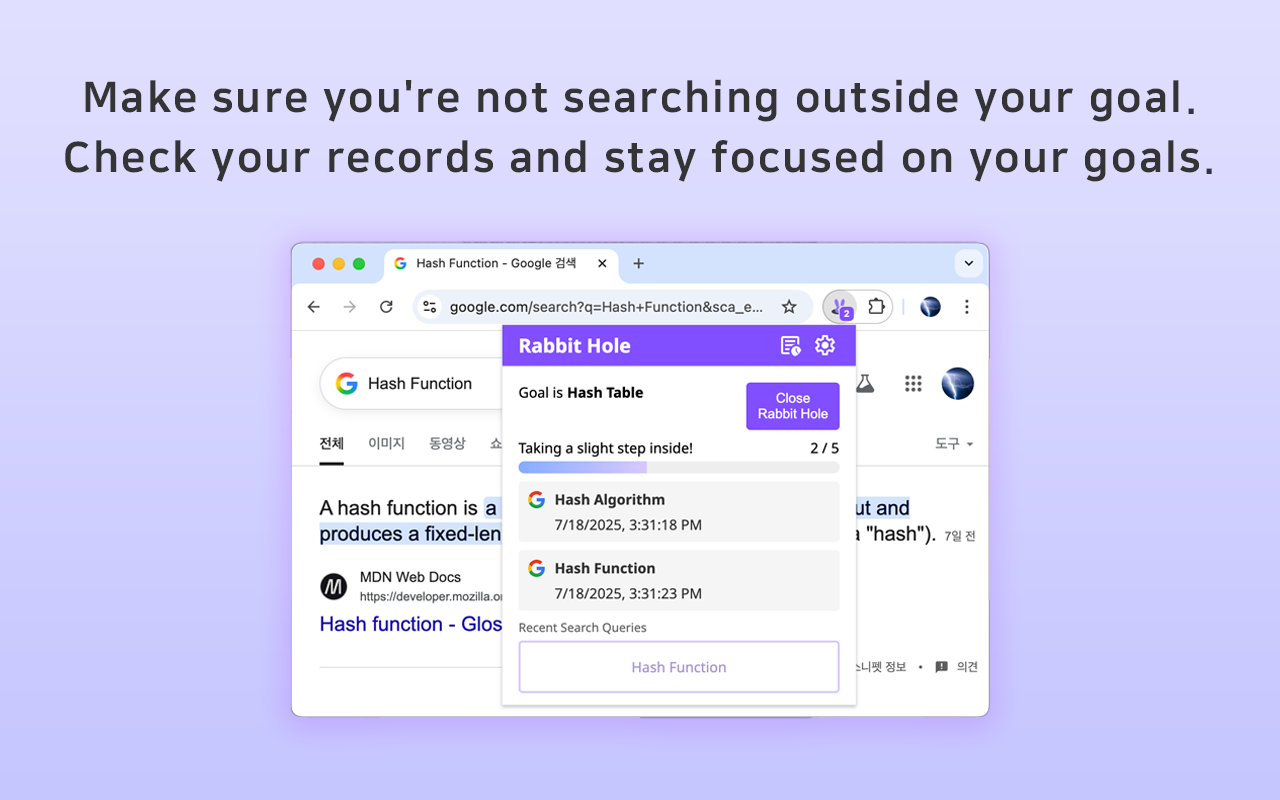 Make sure you're not searching outside your goal.
Check your records and stay focused on your goals.
Hash Function - Google 검색
google.com/search?q=Hash+Function&sca_e...
2
Rabbit Hole
Hash Function
Goal is Hash Table
Close
Rabbit Hole
전체 이미지 동영상 쇼
도구
Taking a slight step inside!
2 / 5
A hash function is a
ut and
produces a fixed-len
a "hash"). 7일 전
Hash Algorithm
7/18/2025, 3:31:18 PM
MDN Web Docs
https://developer.mozilla.o
Hash function - Glos
Hash Function
7/18/2025, 3:31:23 PM
Recent Search Queries
Hash Function
스니펫 정보 • 의견